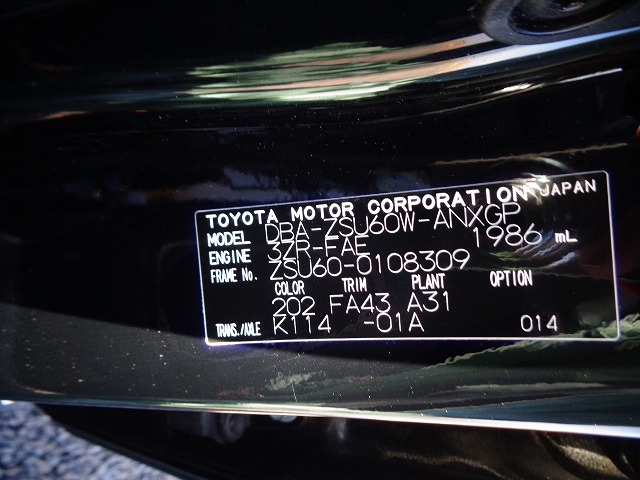 TOYOTA MOTOR CORPORATION JAPAN
MODEL DBA-ZSU60W-ANXGP
ENGINE 3ZR-FAE 1986 mL
FRAME No. ZSU60-0108309
COLOR TRIM PLANT OPTION
202 FA43 A31
TRANS./AXLE K114 -01A 014